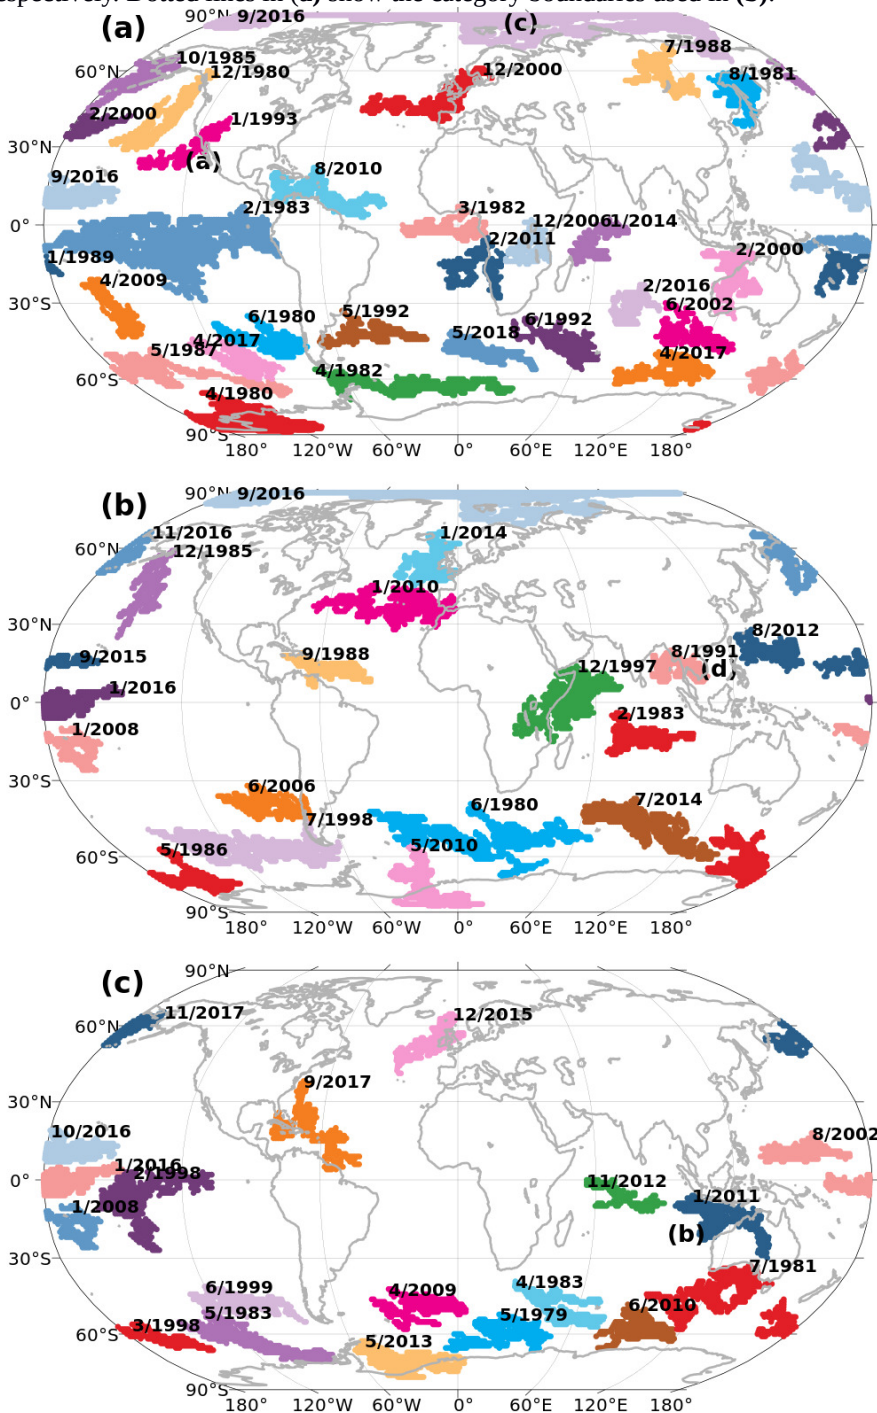 espectively. Dotted lines in (d) show the category boundaries used in (S).
(a)
90°N
9/2016
(c)
10/1985
7/1988
60°N
12/1980
12/2000
8/1981
2/2000
1/1993
30°N
(a)
8/2010
9/2016
2/1983
3/1982
12/2006
1/2014
0°
2/2011
2/2000
1/1989
4/2009
2/2016
30°S
6/1980
5/1992
6/1992
6/2002
4/2017
5/2018
5/1987
4/2017
60°S
4/1982
4/1980
90°S
180° 120°W 60°W 0° 60°E 120°E 180°
(b)
90°N
9/2016
11/2016
1/2014
60°N
12/1985
1/2010
30°N
8/2012
9/2015
9/1988
8/1991
(d)
1/2016
12/1997
0°
1/2008
2/1983
30°S
6/2006
7/1998
6/1980
7/2014
5/1986
5/2010
60°S
90°S
180° 120°W 60°W 0° 60°E 120°E 180°
(c)
90°N
11/2017
12/2015
60°N
9/2017
30°N
10/2016
8/2002
1/2016
2/1998
0°
11/2012
1/2008
1/2011
(b)
30°S
7/1981
6/1999
4/2009
4/1983
5/1983
5/1979
6/2010
3/1998
60°S
5/2013
90°S
180° 120°W 60°W 0° 60°E 120°E 180°